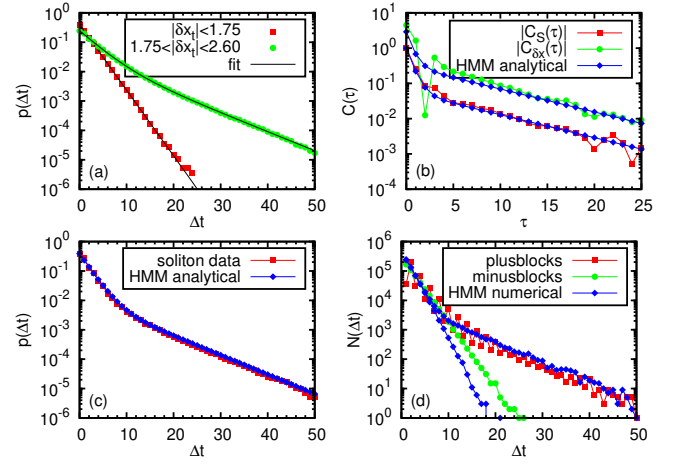 |δx_t|<1.75
1.75<|δx_t|<2.60
fit
p(Δt)
10^0
10^-1
10^-2
10^-3
10^-4
10^-5
10^-6
(a)
0 10 20 30 40 50
Δt
|C_S(τ)|
|C_δx(τ)|
HMM analytical
C(τ)
10^1
10^0
10^-1
10^-2
10^-3
10^-4
(b)
0 5 10 15 20 25
τ
soliton data
HMM analytical
p(Δt)
10^0
10^-1
10^-2
10^-3
10^-4
10^-5
10^-6
(c)
0 10 20 30 40 50
Δt
plusblocks
minusblocks
HMM numerical
N(Δt)
10^6
10^5
10^4
10^3
10^2
10^1
10^0
(d)
0 10 20 30 40 50
Δt